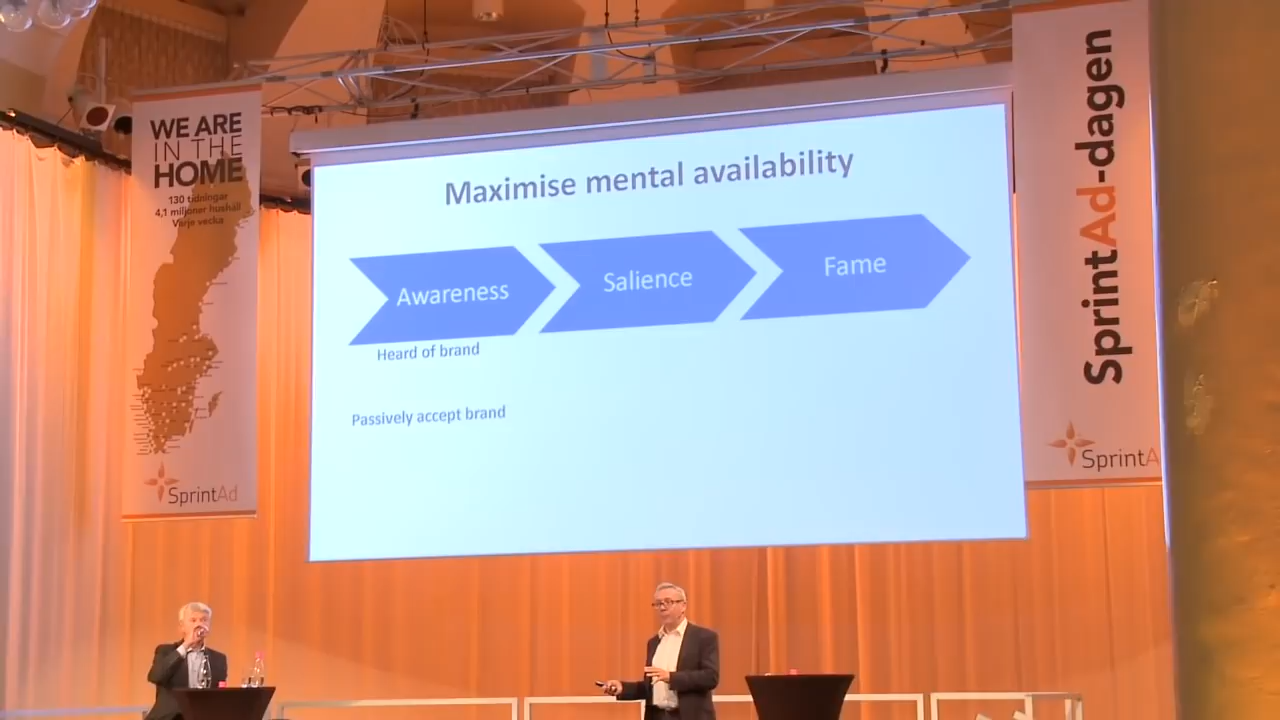 WE ARE
IN THE
HOME
130 tidningar
4,1 miljoner hushåll
Varje vecka
SprintAd
Maximise mental availability
Awareness
Salience
Fame
Heard of brand
Passively accept brand
SprintAd-dagen
SprintA